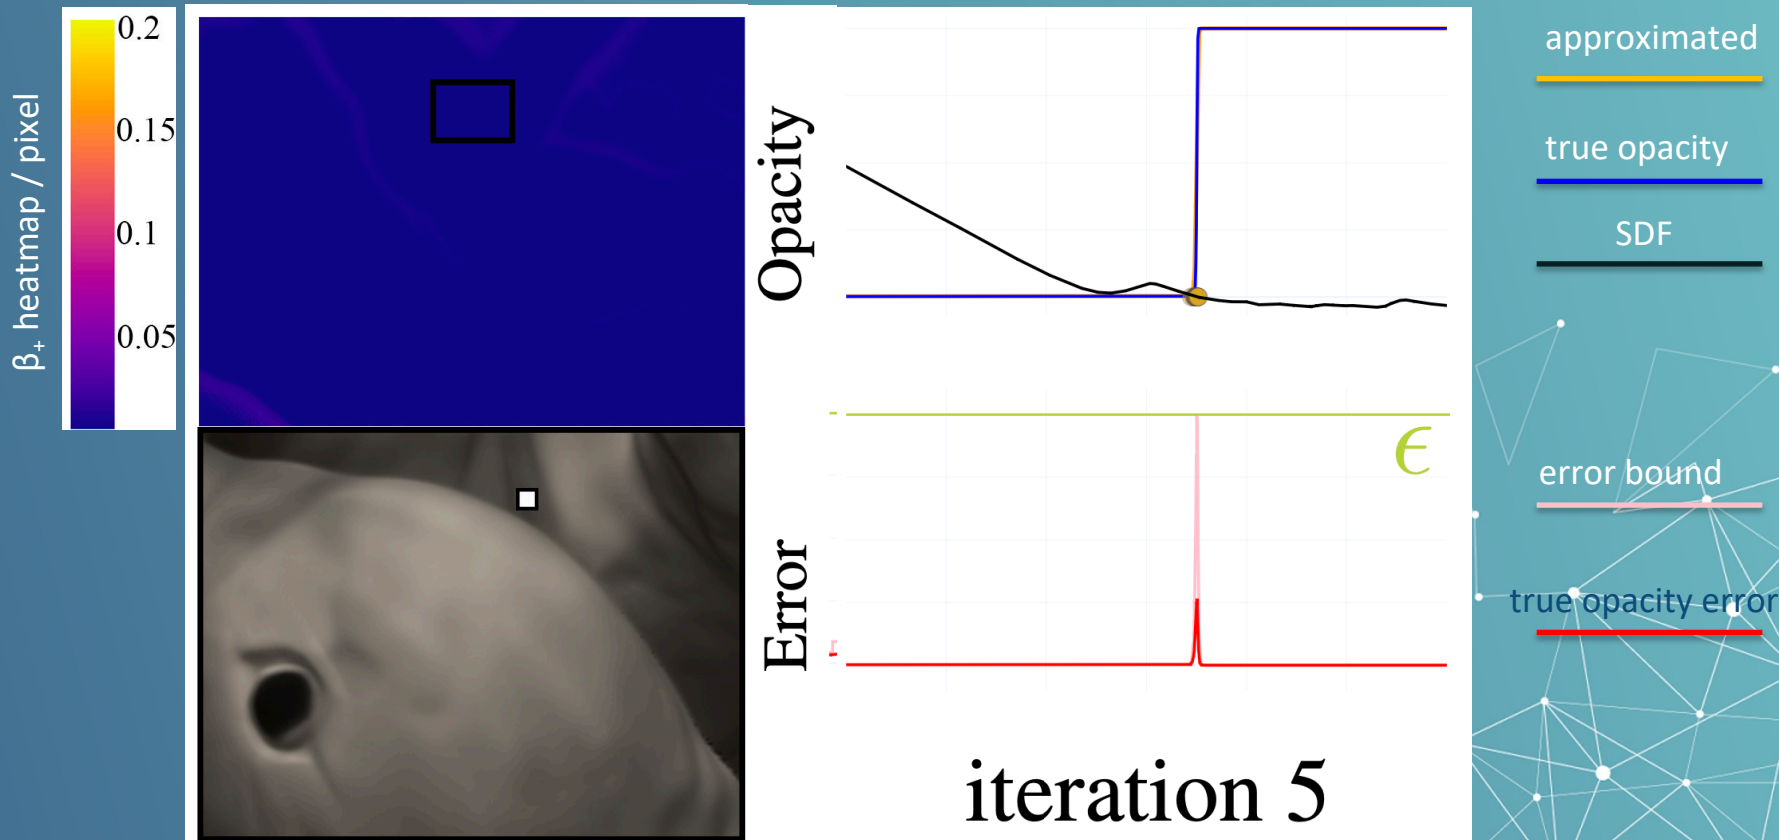 0.2
0.15
0.1
0.05
β+ heatmap / pixel
Opacity
Error
ϵ
iteration 5
approximated
true opacity
SDF
error bound
true opacity error